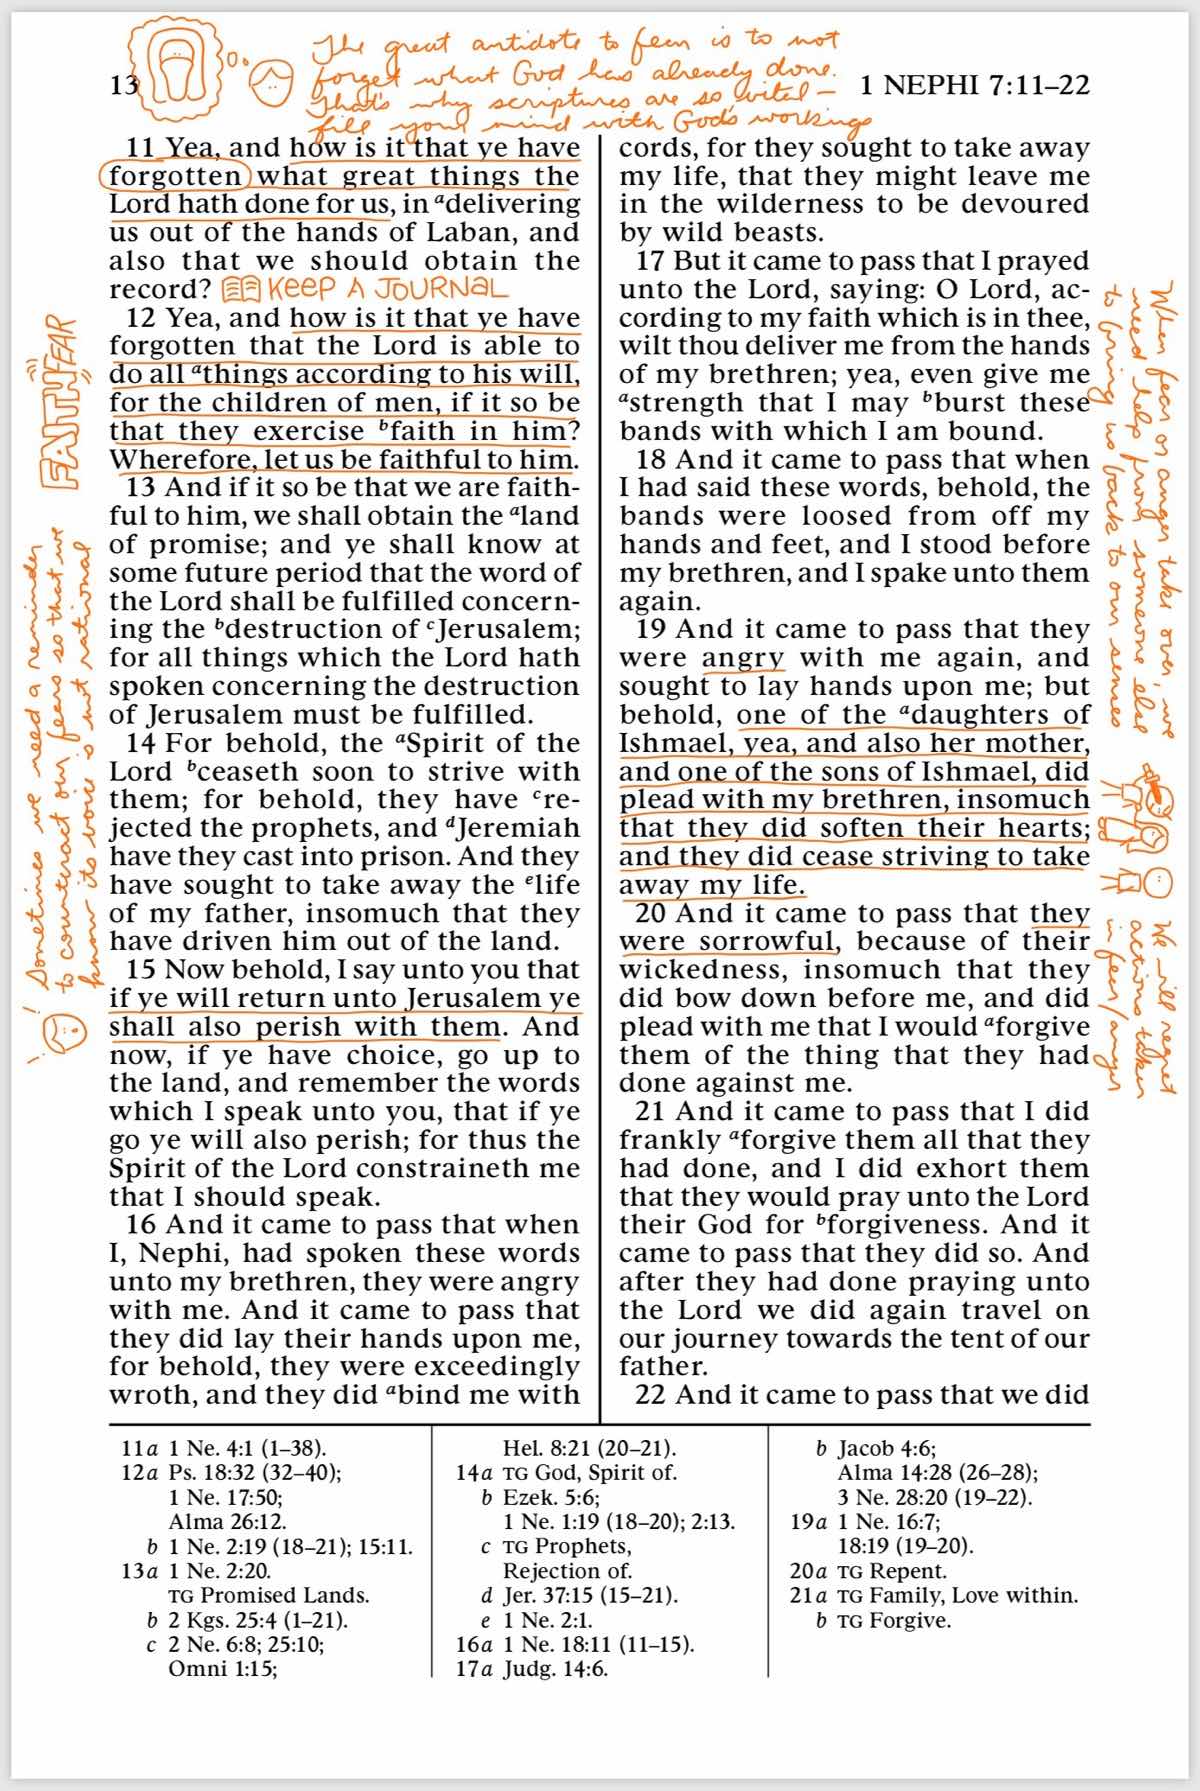 The great antidote to fear is to not
forget what God has already done.
That's why scriptures are so vital –
fill your mind with God's workings
13
1 NEPHI 7:11–22
11 Yea, and how is it that ye have
forgotten what great things the
Lord hath done for us, in adelivering
us out of the hands of Laban, and
also that we should obtain the
record?
KEEP A JOURNAL
12 Yea, and how is it that ye have
forgotten that the Lord is able to
do all athings according to his will,
for the children of men, if it so be
that they exercise bfaith in him?
Wherefore, let us be faithful to him.
13 And if it so be that we are faith-
ful to him, we shall obtain the aland
of promise; and ye shall know at
some future period that the word of
the Lord shall be fulfilled concern-
ing the bdestruction of cJerusalem;
for all things which the Lord hath
spoken concerning the destruction
of Jerusalem must be fulfilled.
14 For behold, the aSpirit of the
Lord bceaseth soon to strive with
them; for behold, they have cre-
jected the prophets, and dJeremiah
have they cast into prison. And they
have sought to take away the elife
of my father, insomuch that they
have driven him out of the land.
15 Now behold, I say unto you that
if ye will return unto Jerusalem ye
shall also perish with them. And
now, if ye have choice, go up to
the land, and remember the words
which I speak unto you, that if ye
go ye will also perish; for thus the
Spirit of the Lord constraineth me
that I should speak.
16 And it came to pass that when
I, Nephi, had spoken these words
unto my brethren, they were angry
with me. And it came to pass that
they did lay their hands upon me,
for behold, they were exceedingly
wroth, and they did abind me with
cords, for they sought to take away
my life, that they might leave me
in the wilderness to be devoured
by wild beasts.
17 But it came to pass that I prayed
unto the Lord, saying: O Lord, ac-
cording to my faith which is in thee,
wilt thou deliver me from the hands
of my brethren; yea, even give me
astrength that I may bburst these
bands with which I am bound.
18 And it came to pass that when
I had said these words, behold, the
bands were loosed from off my
hands and feet, and I stood before
my brethren, and I spake unto them
again.
19 And it came to pass that they
were angry with me again, and
sought to lay hands upon me; but
behold, one of the adaughters of
Ishmael, yea, and also her mother,
and one of the sons of Ishmael, did
plead with my brethren, insomuch
that they did soften their hearts;
and they did cease striving to take
away my life.
20 And it came to pass that they
were sorrowful, because of their
wickedness, insomuch that they
did bow down before me, and did
plead with me that I would aforgive
them of the thing that they had
done against me.
21 And it came to pass that I did
frankly aforgive them all that they
had done, and I did exhort them
that they would pray unto the Lord
their God for bforgiveness. And it
came to pass that they did so. And
after they had done praying unto
the Lord we did again travel on
our journey towards the tent of our
father.
22 And it came to pass that we did
FAITH FEAR
Sometimes we need a reminder
to counteract our fears so that we
know its voice is not rational
When fear or anger take over, we
need help from someone else
to bring us back to our senses
We will regret
actions taken
in fear/anger
11a 1 Ne. 4:1 (1–38).
12a Ps. 18:32 (32–40);
1 Ne. 17:50;
Alma 26:12.
b 1 Ne. 2:19 (18–21); 15:11.
13a 1 Ne. 2:20.
TG Promised Lands.
b 2 Kgs. 25:4 (1–21).
c 2 Ne. 6:8; 25:10;
Omni 1:15;
Hel. 8:21 (20–21).
14a TG God, Spirit of.
b Ezek. 5:6;
1 Ne. 1:19 (18–20); 2:13.
c TG Prophets,
Rejection of.
d Jer. 37:15 (15–21).
e 1 Ne. 2:1.
16a 1 Ne. 18:11 (11–15).
17a Judg. 14:6.
b Jacob 4:6;
Alma 14:28 (26–28);
3 Ne. 28:20 (19–22).
19a 1 Ne. 16:7;
18:19 (19–20).
20a TG Repent.
21a TG Family, Love within.
b TG Forgive.